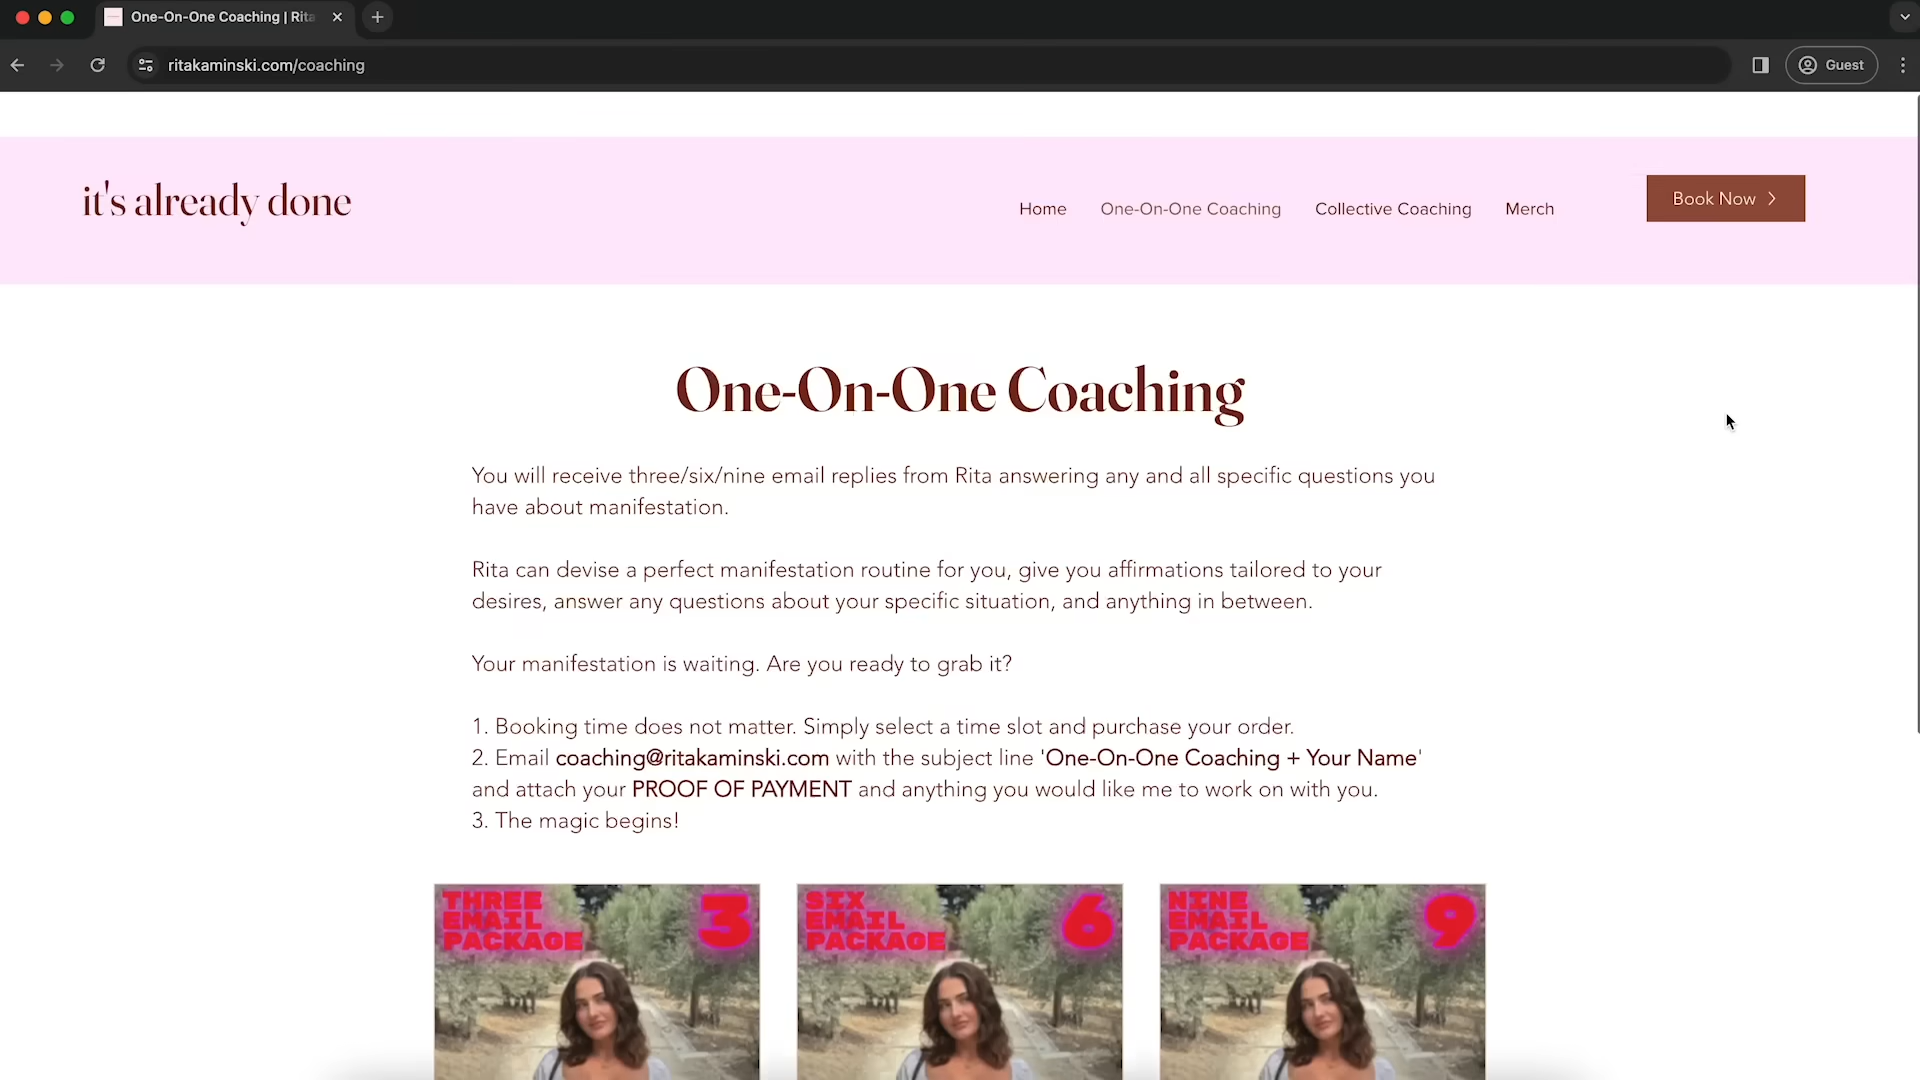 One-On-One Coaching | Rita
ritakaminski.com/coaching
Guest
it's already done
Home
One-On-One Coaching
Collective Coaching
Merch
Book Now
One-On-One Coaching
You will receive three/six/nine email replies from Rita answering any and all specific questions you
have about manifestation.
Rita can devise a perfect manifestation routine for you, give you affirmations tailored to your
desires, answer any questions about your specific situation, and anything in between.
Your manifestation is waiting. Are you ready to grab it?
1. Booking time does not matter. Simply select a time slot and purchase your order.
2. Email coaching@ritakaminski.com with the subject line 'One-On-One Coaching + Your Name'
and attach your PROOF OF PAYMENT and anything you would like me to work on with you.
3. The magic begins!
THREE
EMAIL
PACKAGE
3
SIX
EMAIL
PACKAGE
6
NINE
EMAIL
PACKAGE
9